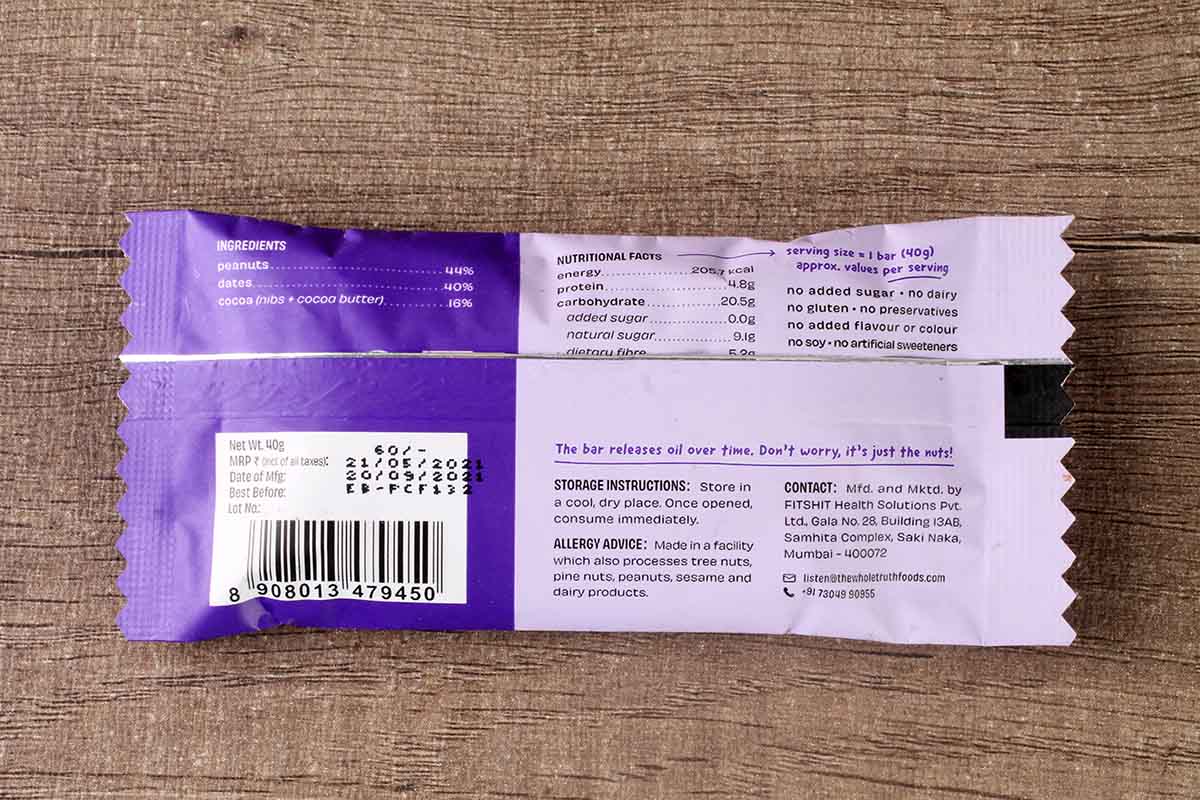 INGREDIENTS
peanuts 44%
dates 40%
cocoa (nibs + cocoa butter) 16%
NUTRITIONAL FACTS
energy 205.7 kcal
protein 4.8g
carbohydrate 20.5g
added sugar 0.0g
natural sugar 9.1g
dietary fibre 5.2g
serving size = 1 bar (40g)
approx. values per serving
no added sugar • no dairy
no gluten • no preservatives
no added flavour or colour
no soy • no artificial sweeteners
Net Wt. 40g
MRP ₹ (incl of all taxes): 60/-
Date of Mfg: 21/05/2021
Best Before: 20/09/2021
Lot No.: EB-FCF132
8 908013 479450
The bar releases oil over time. Don't worry, it's just the nuts!
STORAGE INSTRUCTIONS: Store in
a cool, dry place. Once opened,
consume immediately.
ALLERGY ADVICE: Made in a facility
which also processes tree nuts,
pine nuts, peanuts, sesame and
dairy products.
CONTACT: Mfd. and Mktd. by
FITSHIT Health Solutions Pvt.
Ltd., Gala No. 28, Building 13AB,
Samhita Complex, Saki Naka,
Mumbai - 400072
listen@thewholetruthfoods.com
+91 73049 90955